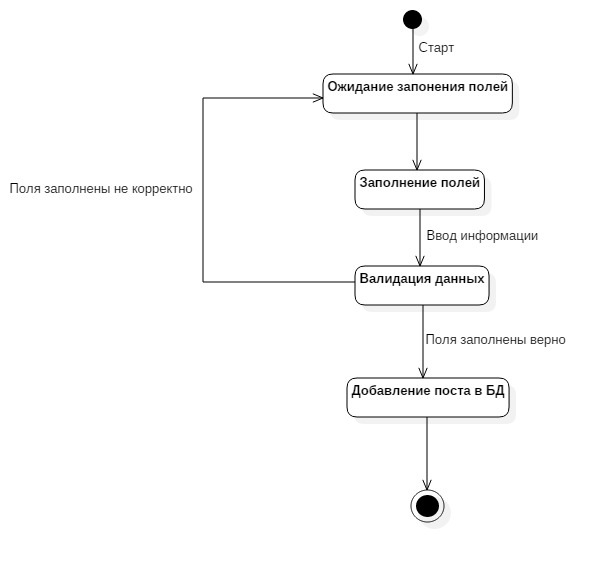 Старт
Ожидание запонения полей
Поля заполнены не корректно
Заполнение полей
Ввод информации
Валидация данных
Поля заполнены верно
Добавление поста в БД